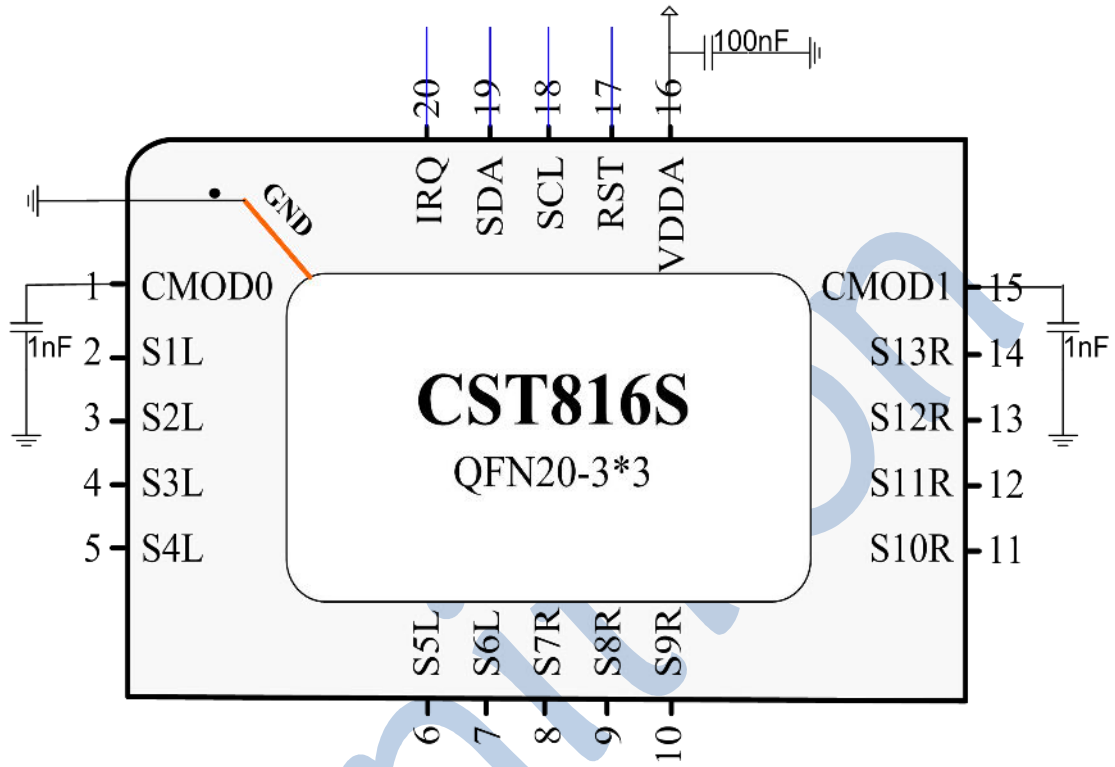 100nF
20 19 18 17 16
IRQ SDA SCL RST VDDA
GND
1 CMOD0 CMOD1 15
1nF 1nF
2 S1L S13R 14
3 S2L S12R 13
4 S3L S11R 12
5 S4L S10R 11
CST816S
QFN20-3*3
S5L S6L S7R S8R S9R
6 7 8 9 10